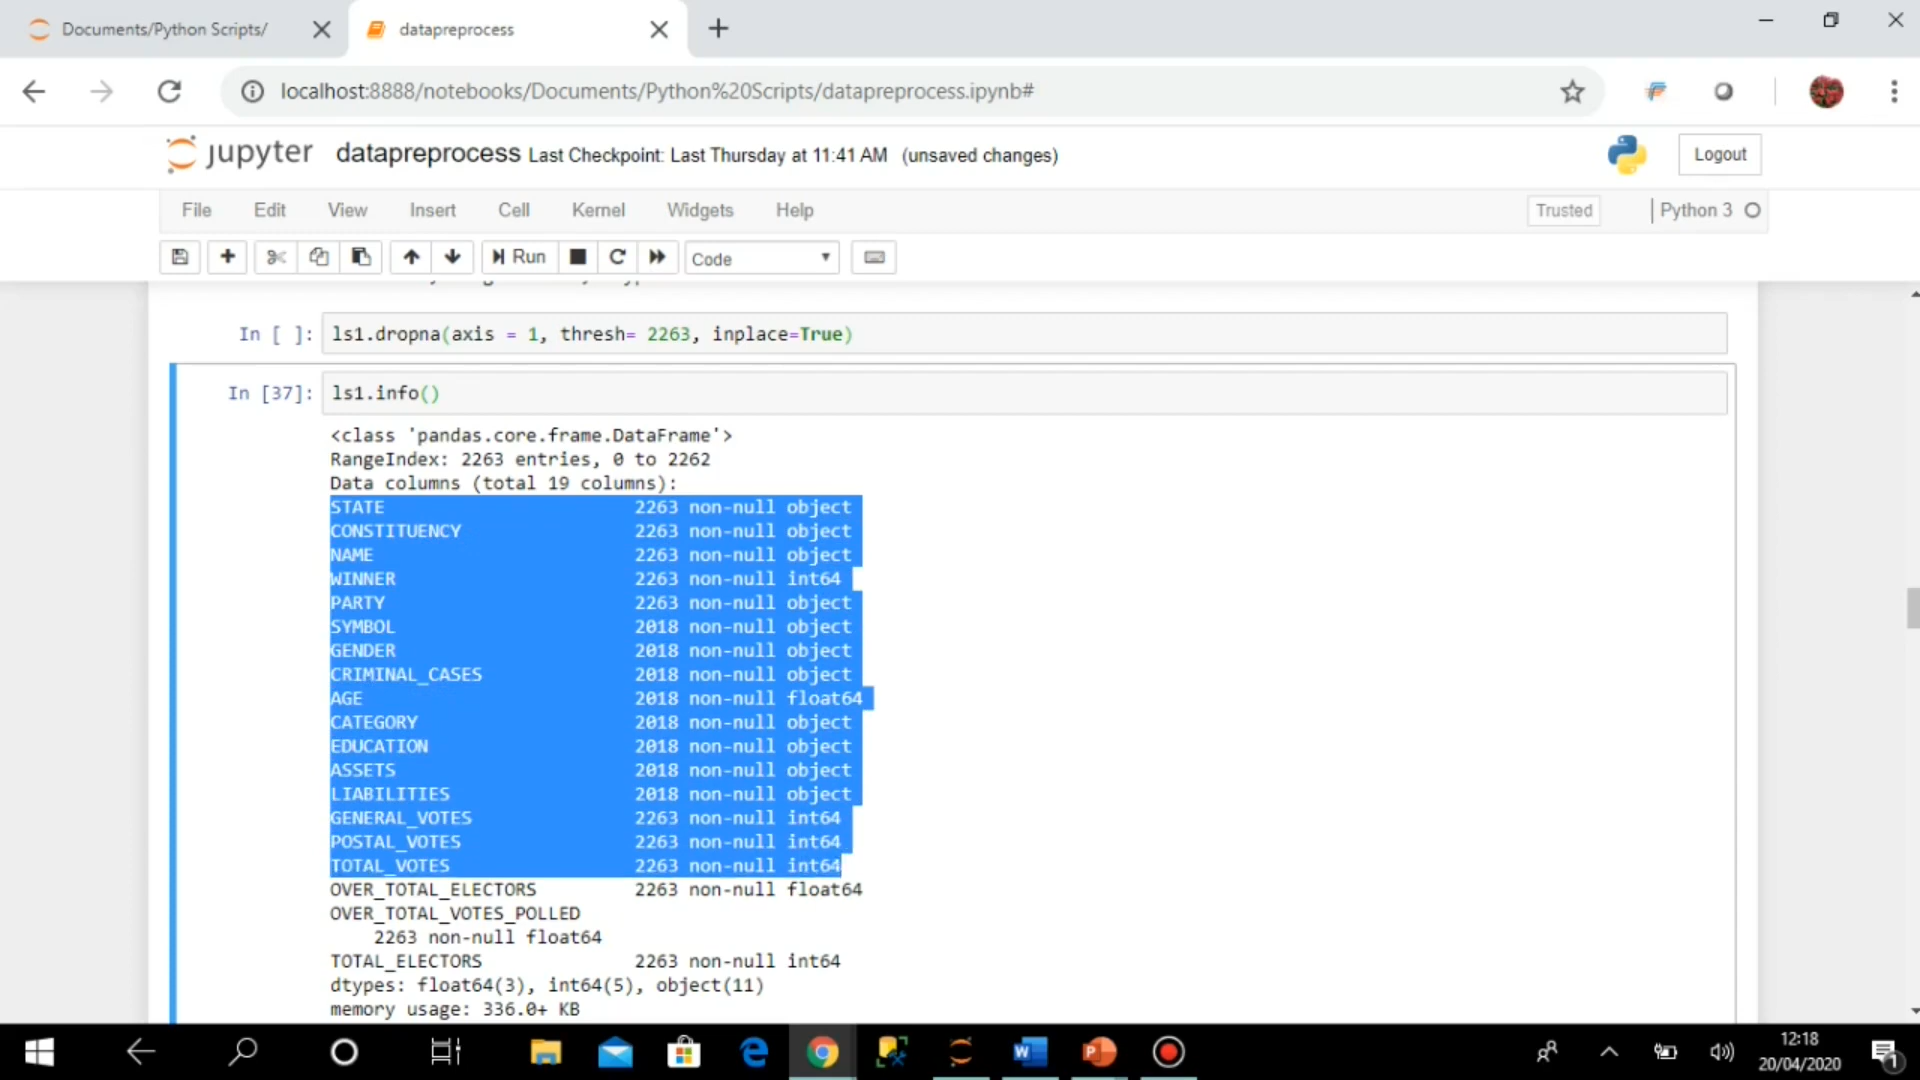 Documents/Python Scripts/
datapreprocess
localhost:8888/notebooks/Documents/Python%20Scripts/datapreprocess.ipynb#
jupyter datapreprocess Last Checkpoint: Last Thursday at 11:41 AM (unsaved changes)
Logout
File Edit View Insert Cell Kernel Widgets Help
Trusted
Python 3
Run
Code
In [ ]: ls1.dropna(axis = 1, thresh= 2263, inplace=True)
In [37]: ls1.info()
<class 'pandas.core.frame.DataFrame'>
RangeIndex: 2263 entries, 0 to 2262
Data columns (total 19 columns):
STATE 2263 non-null object
CONSTITUENCY 2263 non-null object
NAME 2263 non-null object
WINNER 2263 non-null int64
PARTY 2263 non-null object
SYMBOL 2018 non-null object
GENDER 2018 non-null object
CRIMINAL_CASES 2018 non-null object
AGE 2018 non-null float64
CATEGORY 2018 non-null object
EDUCATION 2018 non-null object
ASSETS 2018 non-null object
LIABILITIES 2018 non-null object
GENERAL_VOTES 2263 non-null int64
POSTAL_VOTES 2263 non-null int64
TOTAL_VOTES 2263 non-null int64
OVER_TOTAL_ELECTORS 2263 non-null float64
OVER_TOTAL_VOTES_POLLED
2263 non-null float64
TOTAL_ELECTORS 2263 non-null int64
dtypes: float64(3), int64(5), object(11)
memory usage: 336.0+ KB
12:18
20/04/2020
1